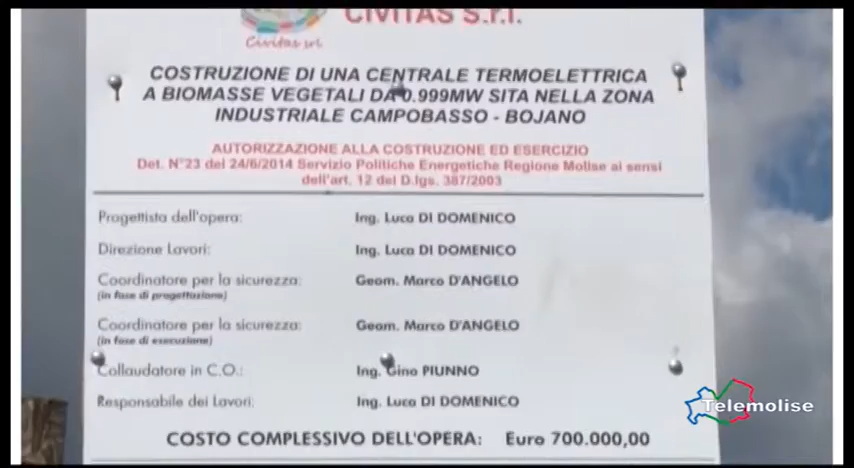 CIVITAS S.r.l.
Civitas srl
COSTRUZIONE DI UNA CENTRALE TERMOELETTRICA
A BIOMASSE VEGETALI DA 0.999MW SITA NELLA ZONA
INDUSTRIALE CAMPOBASSO - BOJANO
AUTORIZZAZIONE ALLA COSTRUZIONE ED ESERCIZIO
Det. N°23 del 24/6/2014 Servizio Politiche Energetiche Regione Molise ai sensi
dell'art. 12 del D.lgs. 387/2003
Progettista dell'opera: Ing. Luca DI DOMENICO
Direzione Lavori: Ing. Luca DI DOMENICO
Coordinatore per la sicurezza: Geom. Marco D'ANGELO
(in fase di progettazione)
Coordinatore per la sicurezza: Geom. Marco D'ANGELO
(in fase di esecuzione)
Collaudatore in C.O.: Ing. Gino PIUNNO
Responsabile dei Lavori: Ing. Luca DI DOMENICO
COSTO COMPLESSIVO DELL'OPERA: Euro 700.000,00
Telemolise